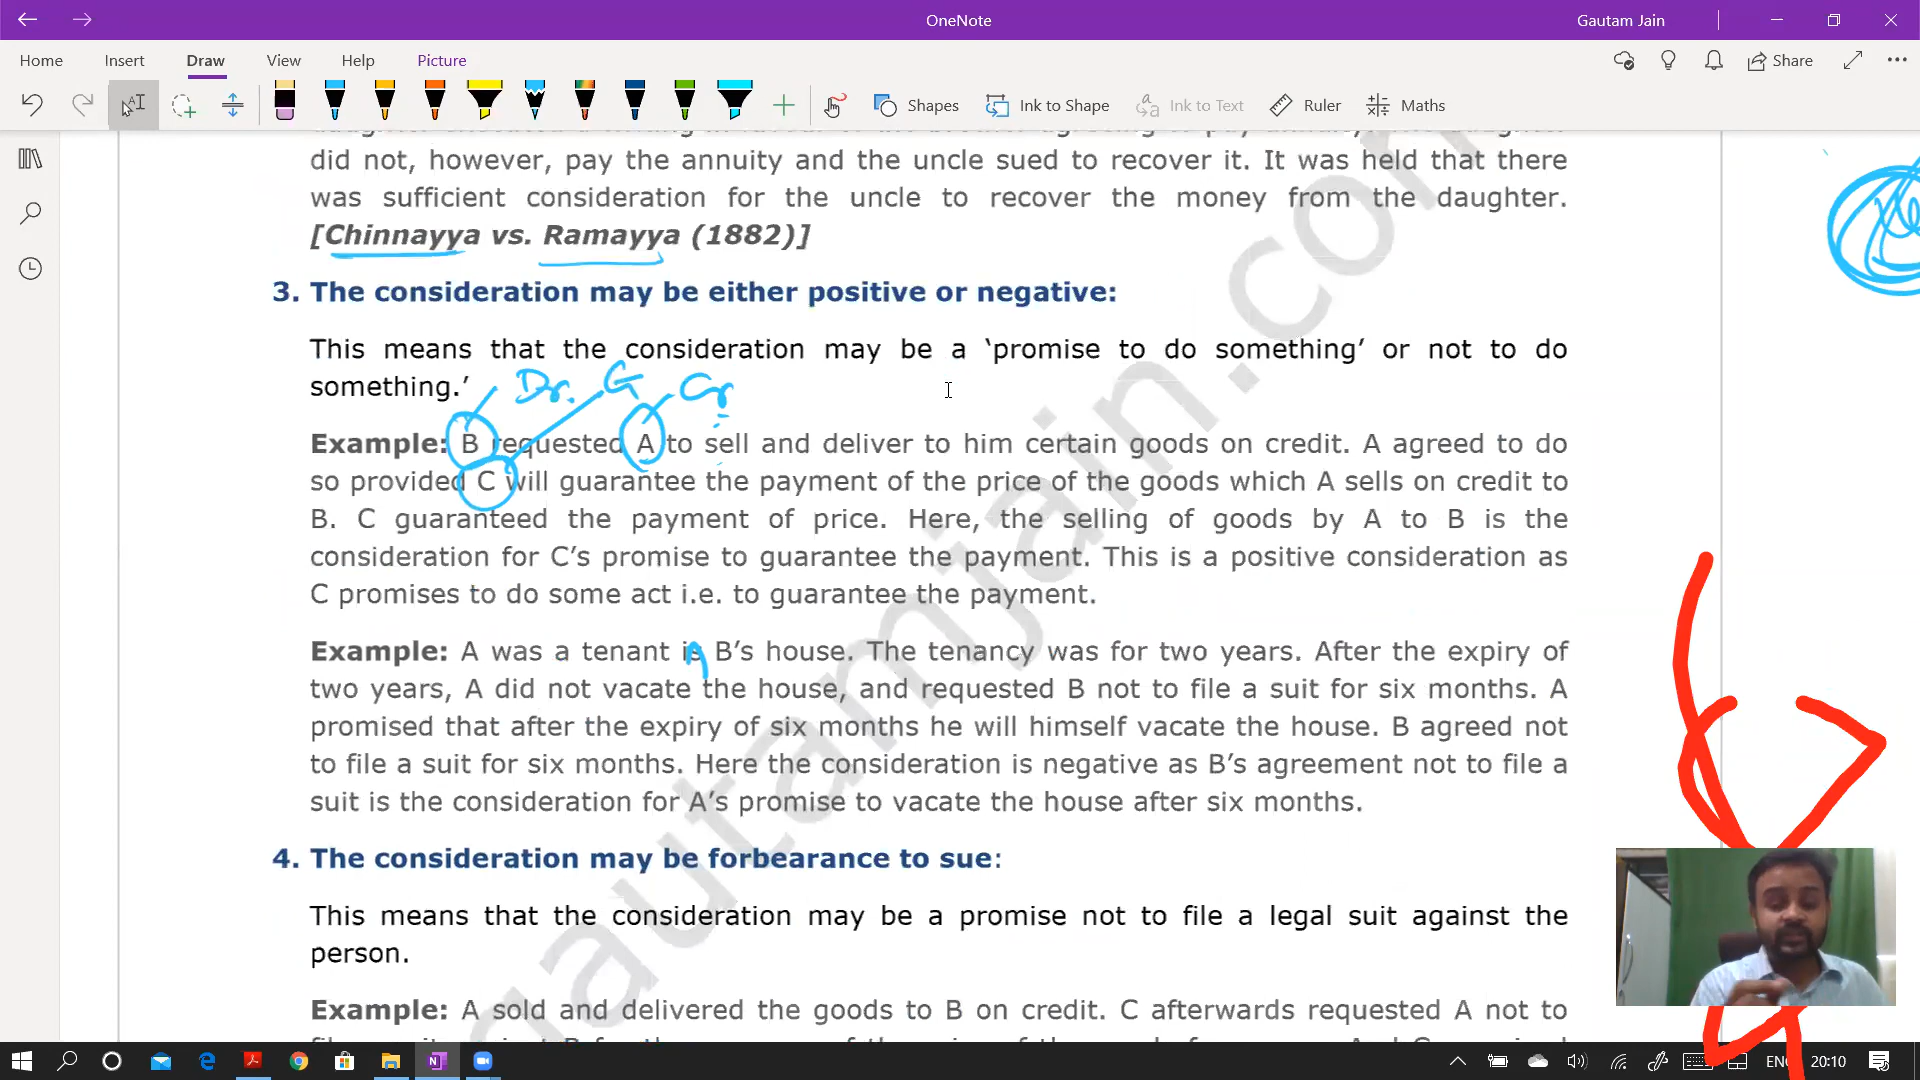 OneNote
Gautam Jain
Home Insert Draw View Help Picture
Share
Shapes Ink to Shape Ink to Text Ruler Maths
did not, however, pay the annuity and the uncle sued to recover it. It was held that there
was sufficient consideration for the uncle to recover the money from the daughter.
[Chinnayya vs. Ramayya (1882)]
3. The consideration may be either positive or negative:
This means that the consideration may be a ‘promise to do something’ or not to do
something.’
Dr. G Cr
Example: B requested A to sell and deliver to him certain goods on credit. A agreed to do
so provided C will guarantee the payment of the price of the goods which A sells on credit to
B. C guaranteed the payment of price. Here, the selling of goods by A to B is the
consideration for C’s promise to guarantee the payment. This is a positive consideration as
C promises to do some act i.e. to guarantee the payment.
Example: A was a tenant is B’s house. The tenancy was for two years. After the expiry of
two years, A did not vacate the house, and requested B not to file a suit for six months. A
promised that after the expiry of six months he will himself vacate the house. B agreed not
to file a suit for six months. Here the consideration is negative as B’s agreement not to file a
suit is the consideration for A’s promise to vacate the house after six months.
4. The consideration may be forbearance to sue:
This means that the consideration may be a promise not to file a legal suit against the
person.
Example: A sold and delivered the goods to B on credit. C afterwards requested A not to
gautamjain.com
ENG 20:10